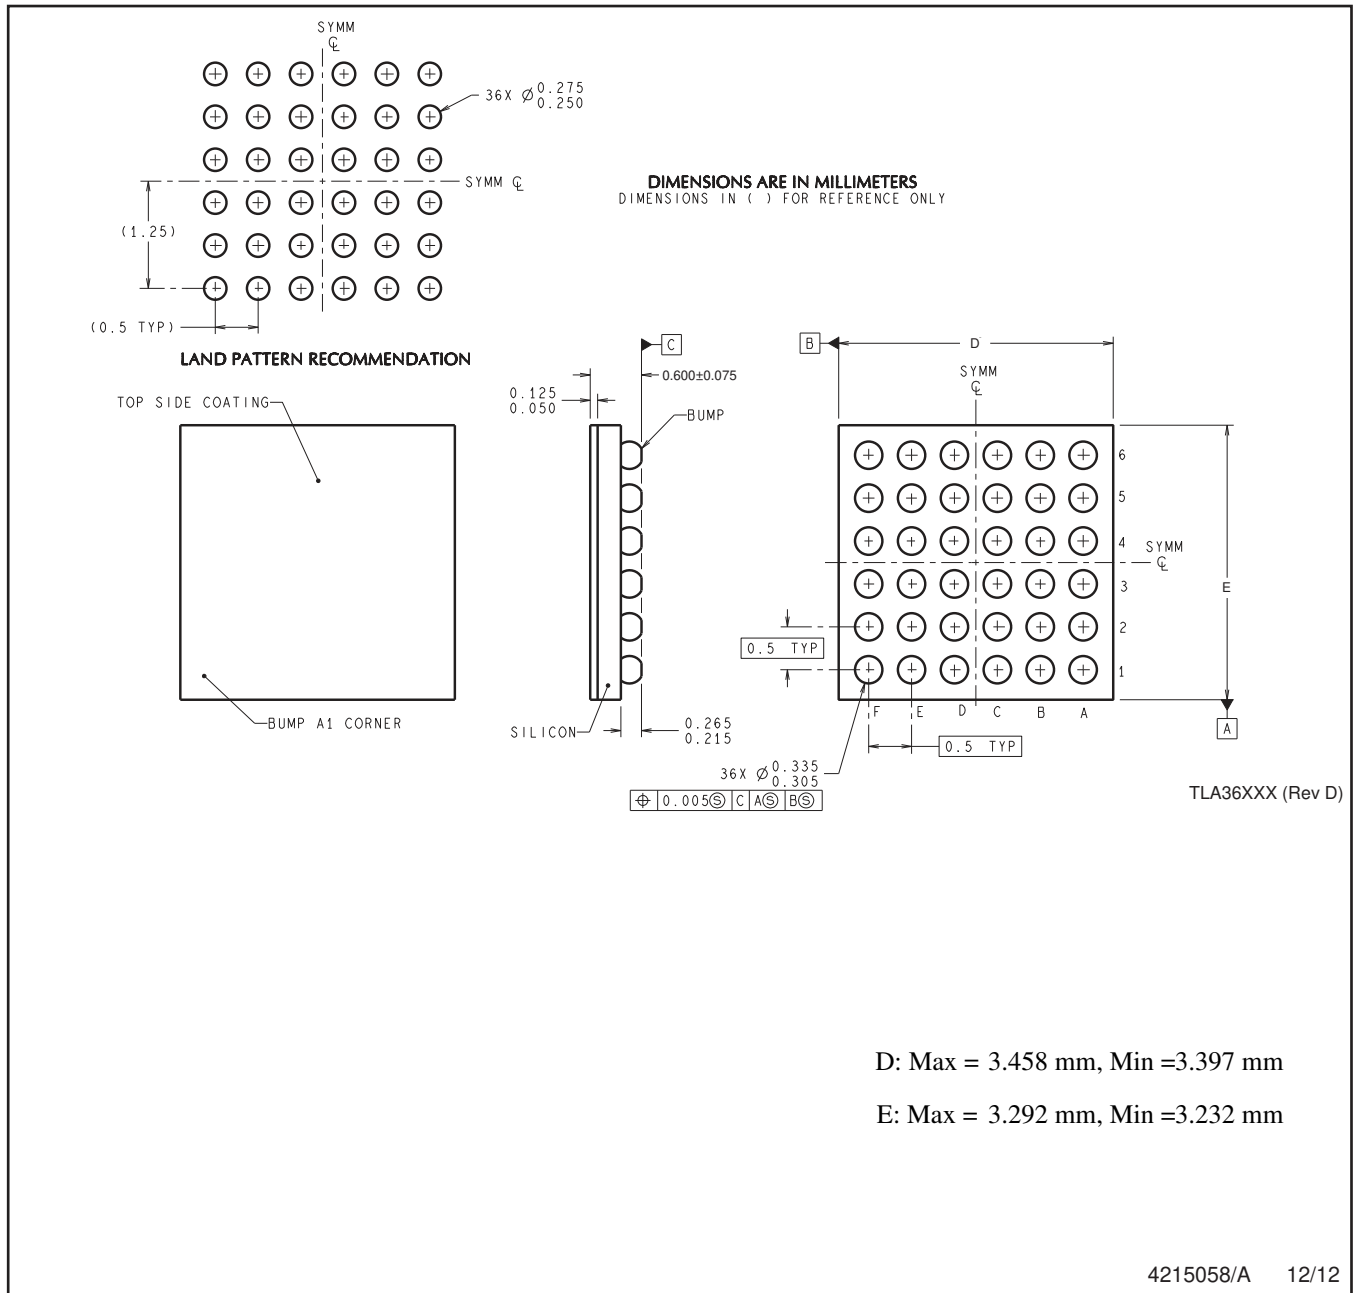 SYMM
℄
36X Ø 0.275
0.250
SYMM ℄
(1.25)
(0.5 TYP)
LAND PATTERN RECOMMENDATION
DIMENSIONS ARE IN MILLIMETERS
DIMENSIONS IN ( ) FOR REFERENCE ONLY
TOP SIDE COATING
BUMP A1 CORNER
C
0.600±0.075
0.125
0.050
BUMP
SILICON
0.265
0.215
B
D
SYMM
℄
6
5
4
SYMM
℄
3
E
2
0.5 TYP
1
F E D C B A
A
0.5 TYP
36X Ø 0.335
0.305
⌖ 0.005Ⓢ C AⓈ BⓈ
TLA36XXX (Rev D)
D: Max = 3.458 mm, Min =3.397 mm
E: Max = 3.292 mm, Min =3.232 mm
4215058/A 12/12